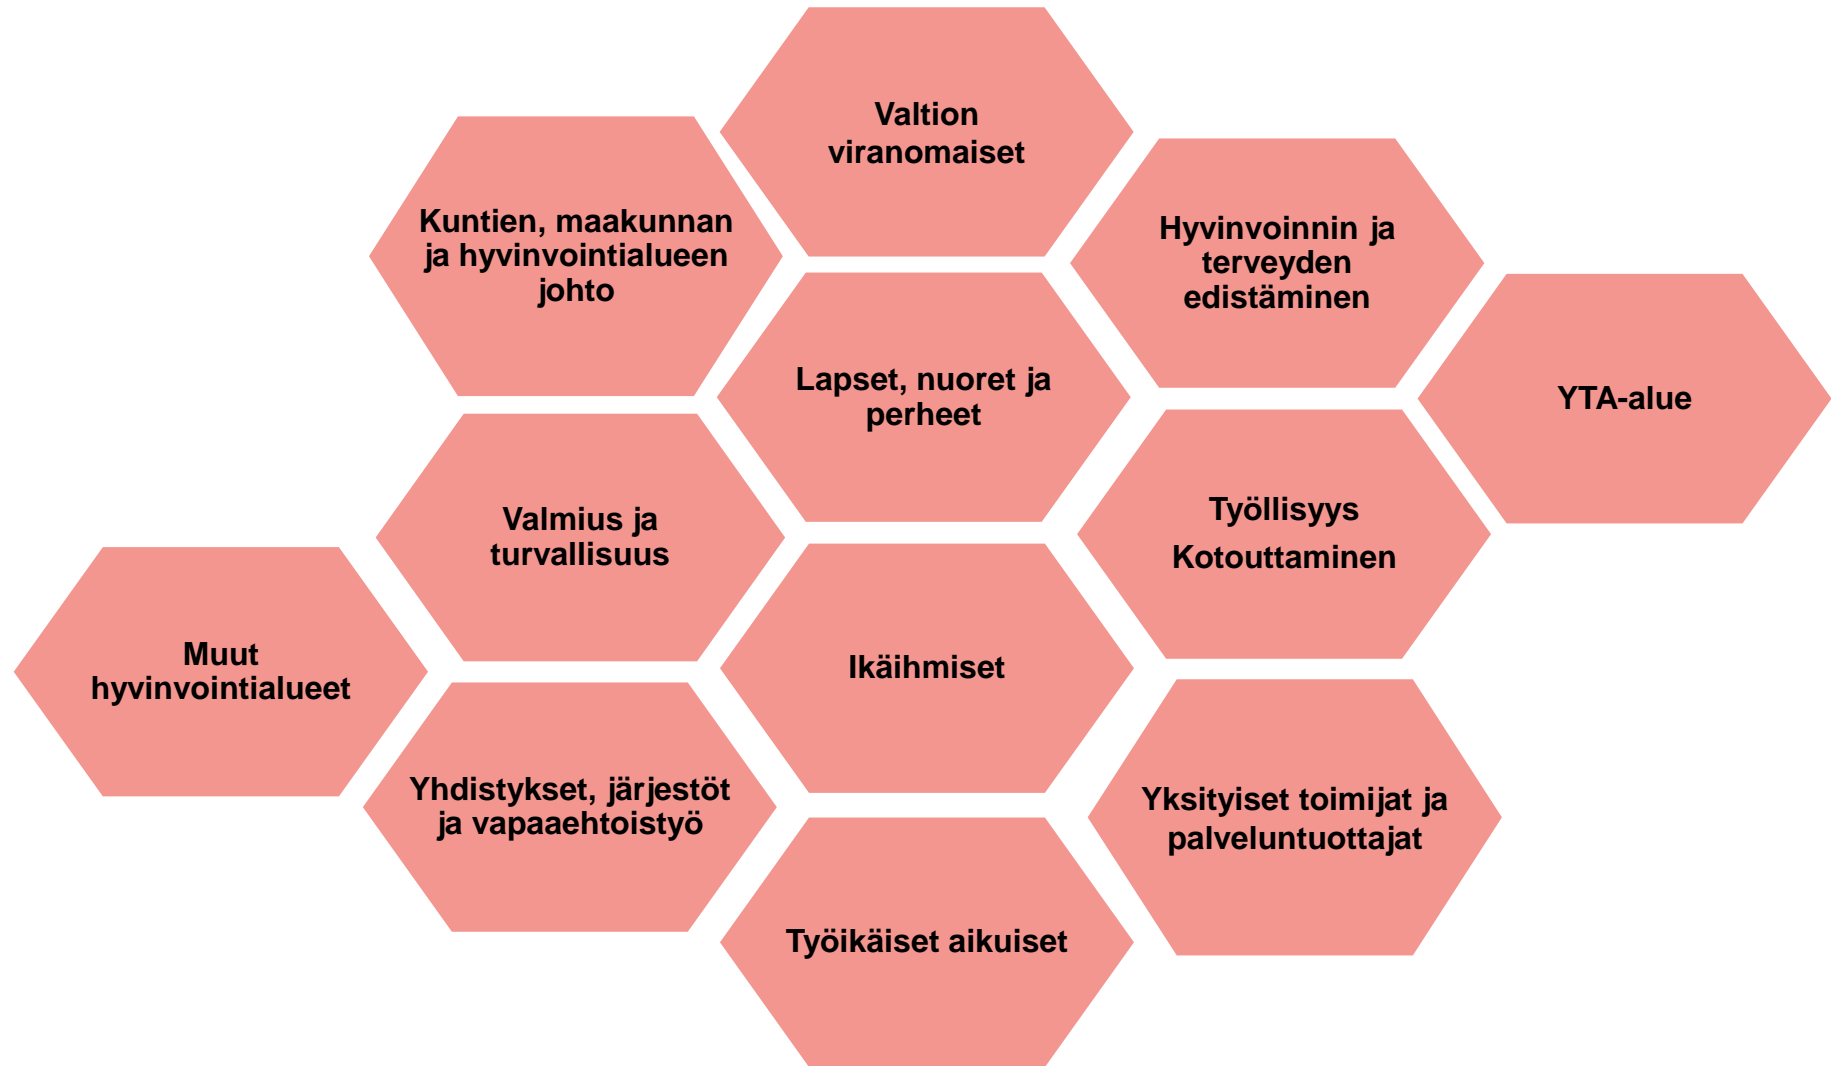 Valtion
viranomaiset
Kuntien, maakunnan
ja hyvinvointialueen
johto
Hyvinvoinnin ja
terveyden
edistäminen
Lapset, nuoret ja
perheet
YTA-alue
Valmius ja
turvallisuus
Työllisyys
Kotouttaminen
Muut
hyvinvointialueet
Ikäihmiset
Yhdistykset, järjestöt
ja vapaaehtoistyö
Yksityiset toimijat ja
palveluntuottajat
Työikäiset aikuiset